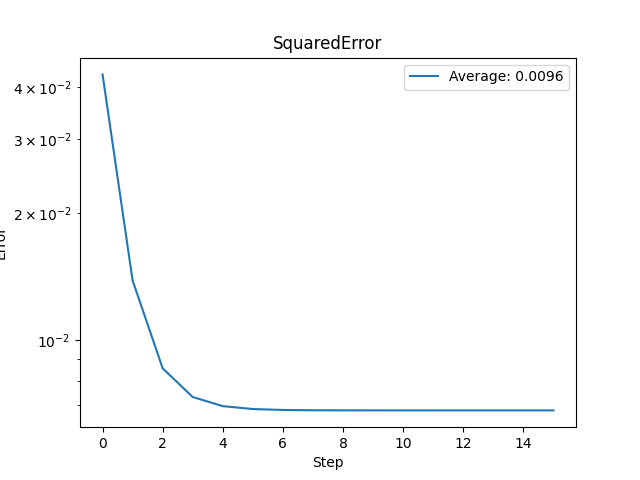 SquaredError
Average: 0.0096
4 × 10⁻²
3 × 10⁻²
2 × 10⁻²
10⁻²
Error
0 2 4 6 8 10 12 14
Step